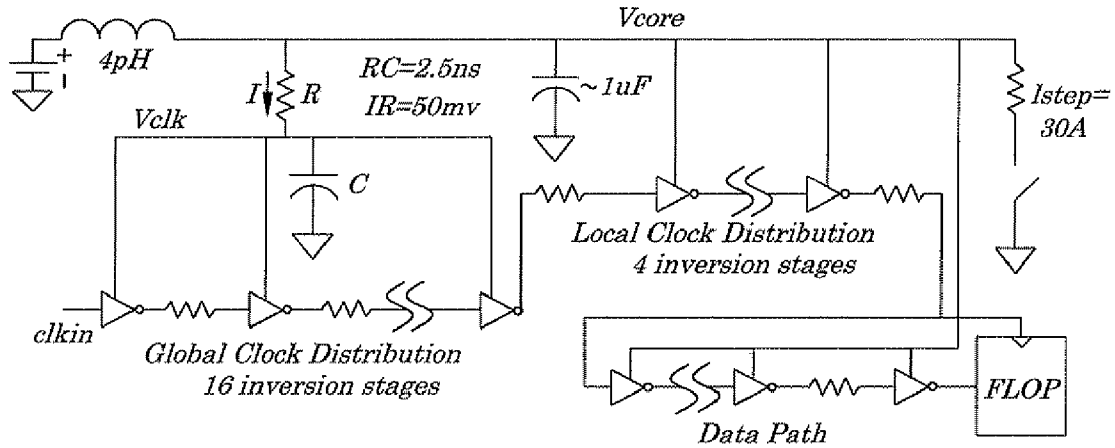 Vcore
4pH
+
-
I
R
RC=2.5ns
IR=50mv
~1uF
Istep=
30A
Vclk
C
Local Clock Distribution
4 inversion stages
clkin
Global Clock Distribution
16 inversion stages
FLOP
Data Path